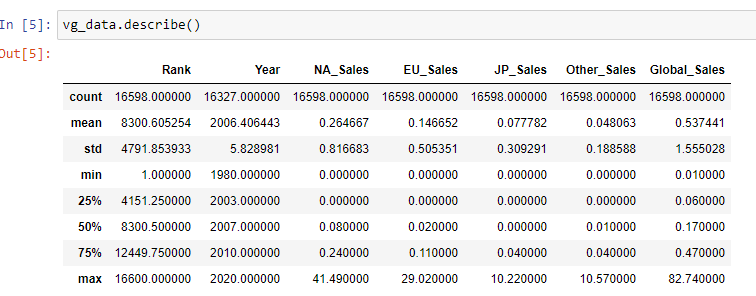 In [5]: vg_data.describe()
Out[5]:
Rank Year NA_Sales EU_Sales JP_Sales Other_Sales Global_Sales
count 16598.000000 16327.000000 16598.000000 16598.000000 16598.000000 16598.000000 16598.000000
mean 8300.605254 2006.406443 0.264667 0.146652 0.077782 0.048063 0.537441
std 4791.853933 5.828981 0.816683 0.505351 0.309291 0.188588 1.555028
min 1.000000 1980.000000 0.000000 0.000000 0.000000 0.000000 0.010000
25% 4151.250000 2003.000000 0.000000 0.000000 0.000000 0.000000 0.060000
50% 8300.500000 2007.000000 0.080000 0.020000 0.000000 0.010000 0.170000
75% 12449.750000 2010.000000 0.240000 0.110000 0.040000 0.040000 0.470000
max 16600.000000 2020.000000 41.490000 29.020000 10.220000 10.570000 82.740000